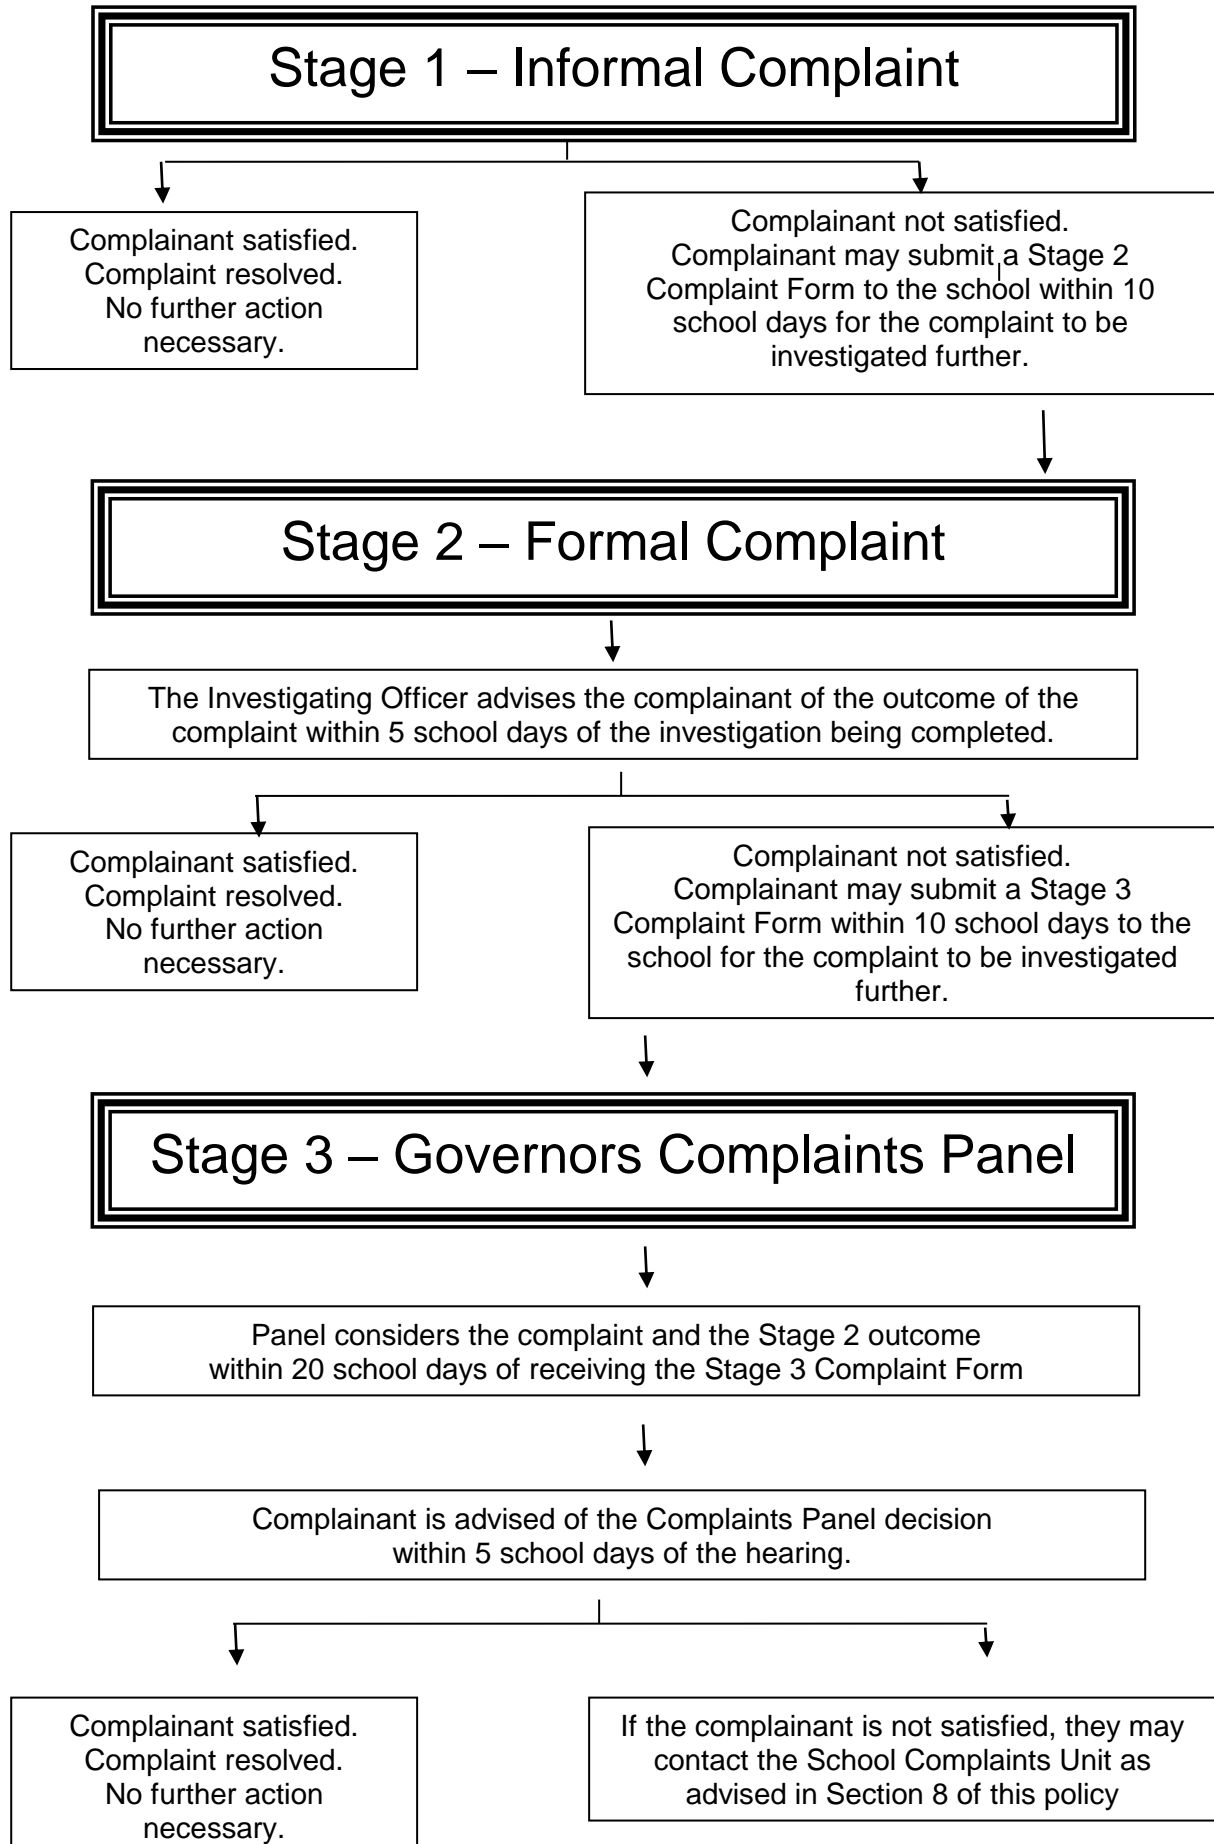 Stage 1 – Informal Complaint
Complainant satisfied.
Complaint resolved.
No further action
necessary.
Complainant not satisfied.
Complainant may submit a Stage 2
Complaint Form to the school within 10
school days for the complaint to be
investigated further.
Stage 2 – Formal Complaint
The Investigating Officer advises the complainant of the outcome of the
complaint within 5 school days of the investigation being completed.
Complainant satisfied.
Complaint resolved.
No further action
necessary.
Complainant not satisfied.
Complainant may submit a Stage 3
Complaint Form within 10 school days to the
school for the complaint to be investigated
further.
Stage 3 – Governors Complaints Panel
Panel considers the complaint and the Stage 2 outcome
within 20 school days of receiving the Stage 3 Complaint Form
Complainant is advised of the Complaints Panel decision
within 5 school days of the hearing.
Complainant satisfied.
Complaint resolved.
No further action
necessary.
If the complainant is not satisfied, they may
contact the School Complaints Unit as
advised in Section 8 of this policy